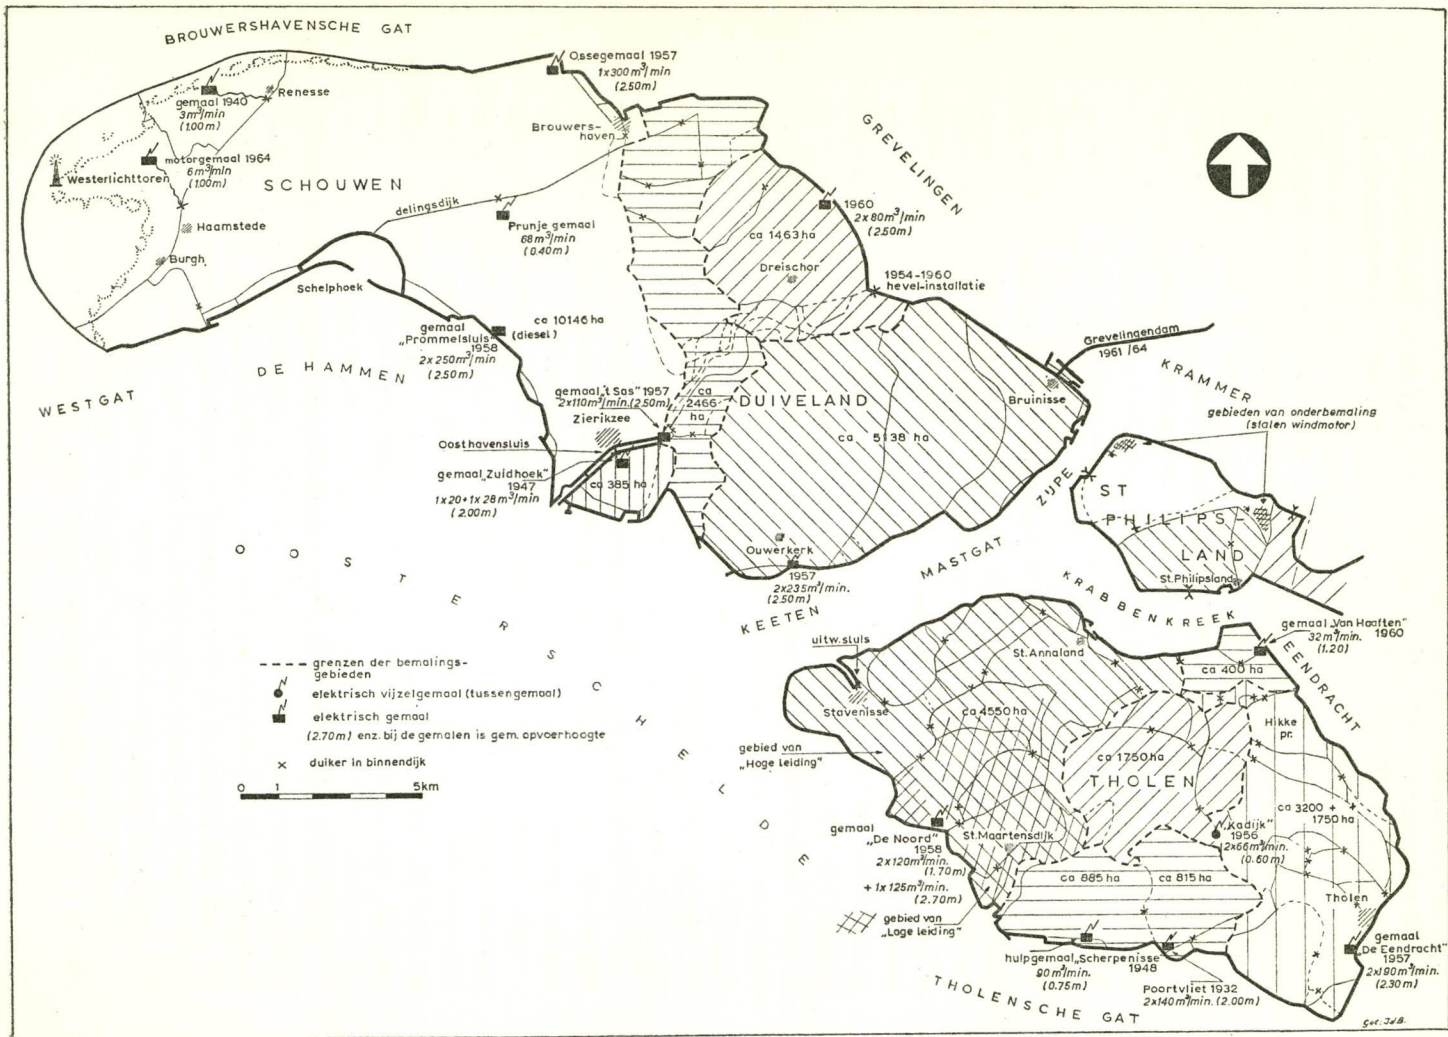 BROUWERSHAVENSCHE GAT
Ossegemaal 1957
1x300 m³/min
(2.50m)
gemaal 1940
3m³/min
(1.00m)
Renesse
Brouwers-
haven
motorgemaal 1964
6m³/min
(1.00m)
Westerlichttoren
SCHOUWEN
GREVELINGEN
delingsdijk
Prunje gemaal
68m³/min
(0.40m)
1960
2x80m³/min
(2.50m)
ca 1463 ha
Dreischor
Haamstede
Burgh
Schelphoek
1954-1960
hevel-installatie
ca 10146 ha
gemaal
„Prommelsluis"
(diesel)
1958
2x250m³/min
(2.50m)
Grevelingendam
1961/64
DE HAMMEN
WESTGAT
KRAMMER
gemaal „'t Sas" 1957
2x110m³/min. (2.50m)
ca
2466
ha
DUIVELAND
Bruinisse
gebieden van onderbemaling
(stalen windmotor)
Zierikzee
Oost havensluis
ca 5138 ha
gemaal „Zuidhoek"
1947
1x20+1x28m³/min
(2.00m)
ca 385 ha
ZIJPE
ST
PHILIPS-
LAND
St.Philipsland
Ouwerkerk
1957
2x235m³/min.
(2.50m)
MASTGAT
KEETEN
KRABBENKREEK
OOSTERSCHELDE
gemaal „Van Haaften"
32m³/min. 1960
(1.20)
EENDRACHT
uitw. sluis
St.Annaland
ca 400 ha
Stavenisse
ca 4550 ha
Hikke
pr.
gebied van
„Hoge leiding"
ca 1750 ha
THOLEN
ca 3200 +
1750 ha
grenzen der bemalings-
gebieden
elektrisch vijzelgemaal (tussengemaal)
elektrisch gemaal
(2.70m) enz. bij de gemalen is gem. opvoerhoogte
duiker in binnendijk
0 1 5km
gemaal
„De Noord"
1958
2x120m³/min.
(1.70m)
+ 1x 125m³/min.
(2.70m)
St.Maartensdijk
„Kadijk"
1956
2x66m³/min.
(0.60m)
ca 885 ha
ca 815 ha
Tholen
gebied van
„Lage leiding"
gemaal
„De Eendracht"
1957
2x190m³/min.
(2.30m)
hulpgemaal „Scherpenisse"
1948
90m³/min.
(0.75m)
Poortvliet 1932
2x140m³/min. (2.00m)
THOLENSCHE GAT
Get: J.d.B.